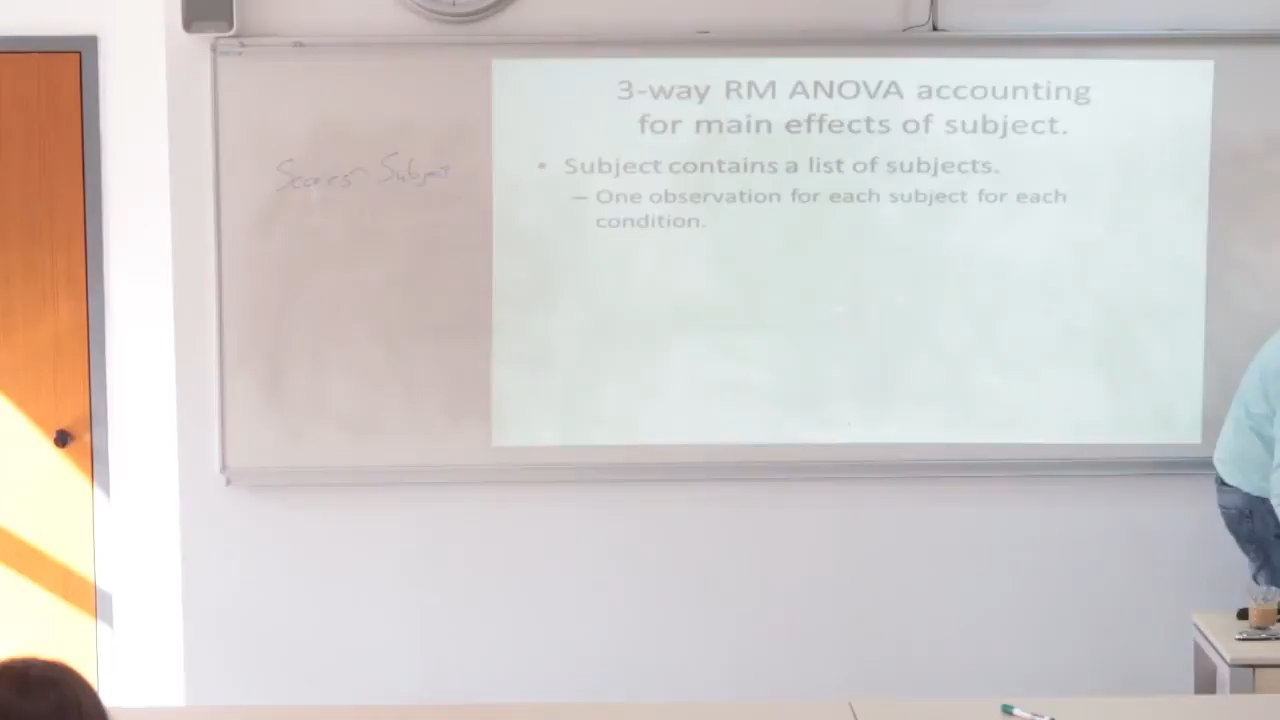 3-way RM ANOVA accounting
for main effects of subject.
Scores Subject
• Subject contains a list of subjects.
– One observation for each subject for each
condition.